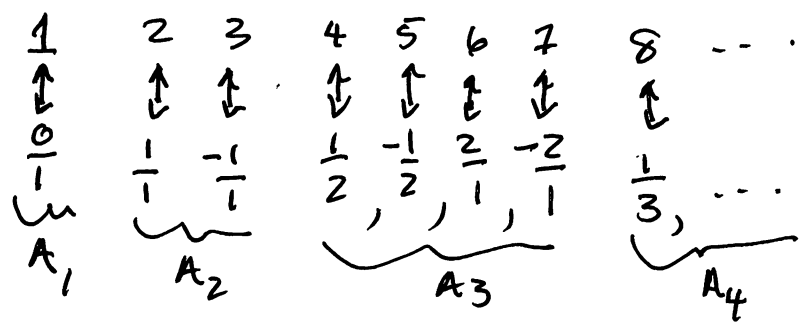 1 2 3 4 5 6 7 8 - - - .
↕ ↕ ↕ ↕ ↕ ↕ ↕ ↕
0/1 1/1 -1/1 1/2 , -1/2 , 2/1 , -2/1 1/3 , - - - -
A₁ A₂ A₃ A₄